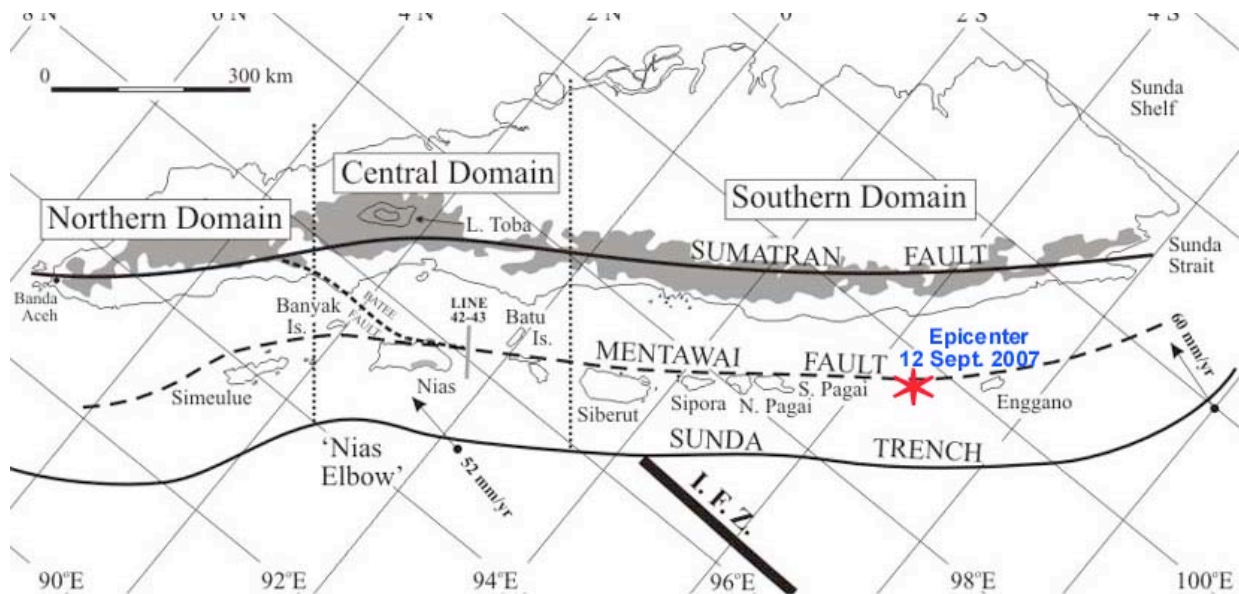 8 N
6 N
4 N
2 N
0
2 S
4 S
0
300 km
Sunda
Shelf
Central Domain
Southern Domain
Northern Domain
L. Toba
SUMATRAN FAULT
Sunda
Strait
Banda
Aceh
Banyak
Is.
BATEE
FAULT
LINE
42-43
Batu
Is.
Epicenter
12 Sept. 2007
60 mm/yr
MENTAWAI FAULT
Simeulue
Nias
Siberut
Sipora
N. Pagai
S. Pagai
Enggano
'Nias
Elbow'
52 mm/yr
SUNDA TRENCH
I. F. Z.
90°E
92°E
94°E
96°E
98°E
100°E